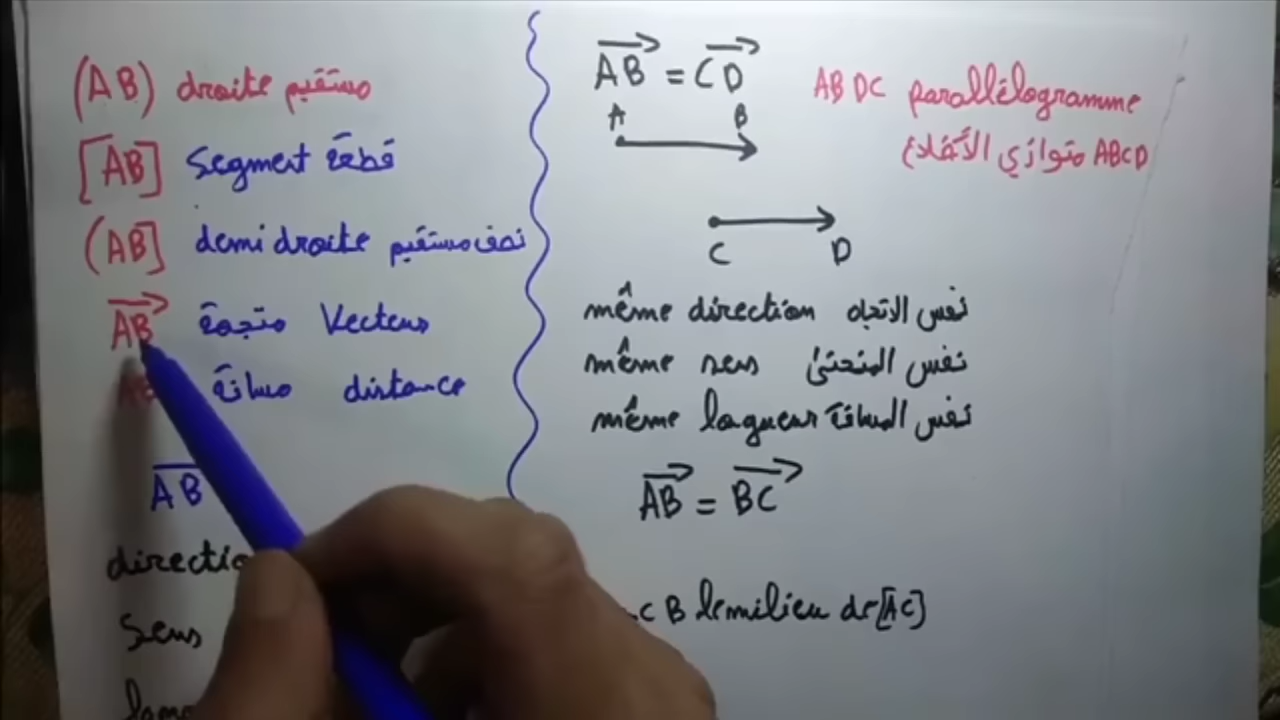 (AB) droite مستقيم
[AB] Segment قطعة
(AB] demi droite نصف مستقيم
AB متجهة Vecteur
AB مسافة distance
AB
directio
Sens
AB = CD
A B
C D
ABDC parallélogramme
ABCD متوازي الأضلاع
même direction نفس الاتجاه
même sens نفس المنحنى
même lagueur نفس المسافة
AB = BC
C B le milieu de [AC]